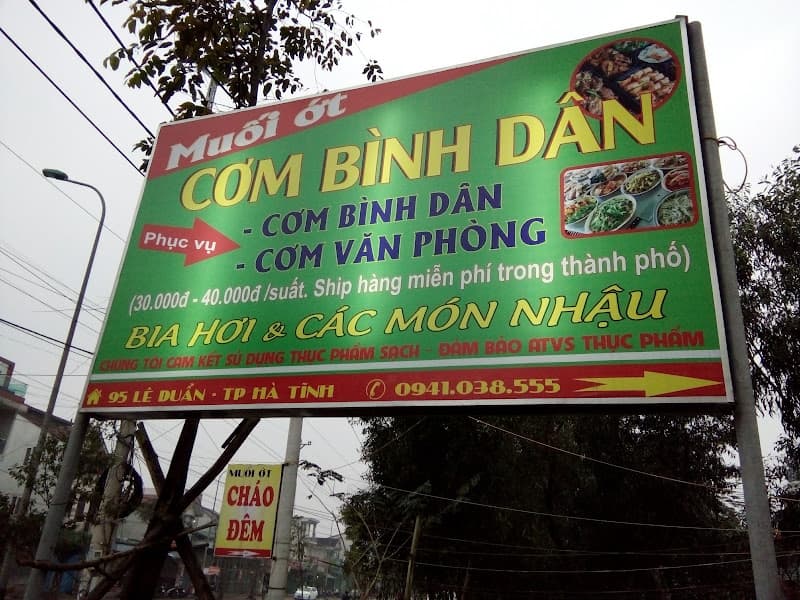 Muối ớt
CƠM BÌNH DÂN
Phục vụ
- CƠM BÌNH DÂN
- CƠM VĂN PHÒNG
(30.000đ - 40.000đ /suất. Ship hàng miễn phí trong thành phố)
BIA HƠI & CÁC MÓN NHẬU
CHÚNG TÔI CAM KẾT SỬ DỤNG THỰC PHẨM SẠCH - ĐẢM BẢO ATVS THỰC PHẨM
95 LÊ DUẨN - TP HÀ TĨNH 0941.038.555
MUỐI ỚT
CHÁO
ĐÊM